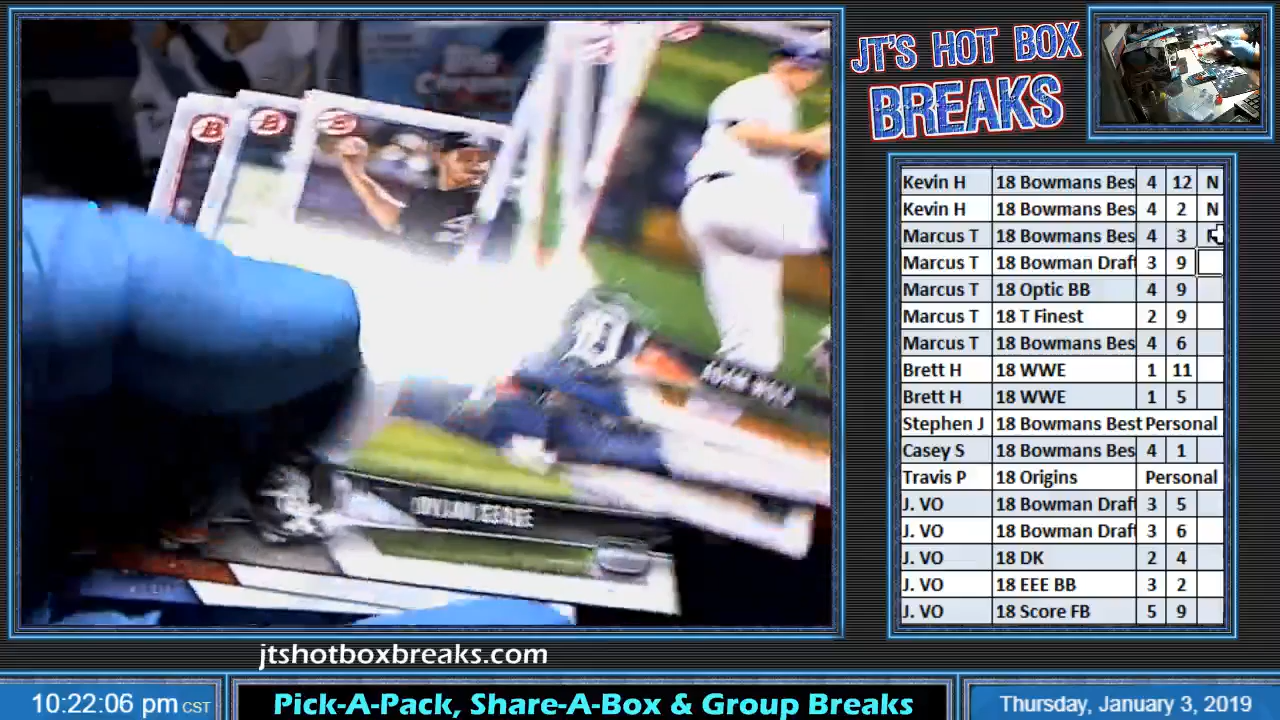 JT'S HOT BOX
BREAKS
Kevin H 18 Bowmans Bes 4 12 N
Kevin H 18 Bowmans Bes 4 2 N
Marcus T 18 Bowmans Bes 4 3
Marcus T 18 Bowman Draft 3 9
Marcus T 18 Optic BB 4 9
Marcus T 18 T Finest 2 9
Marcus T 18 Bowmans Bes 4 6
Brett H 18 WWE 1 11
Brett H 18 WWE 1 5
Stephen J 18 Bowmans Best Personal
Casey S 18 Bowmans Bes 4 1
Travis P 18 Origins Personal
J. VO 18 Bowman Draft 3 5
J. VO 18 Bowman Draft 3 6
J. VO 18 DK 2 4
J. VO 18 EEE BB 3 2
J. VO 18 Score FB 5 9
B B B
D
jtshotboxbreaks.com
10:22:06 pm CST
Pick-A-Pack, Share-A-Box & Group Breaks
Thursday, January 3, 2019